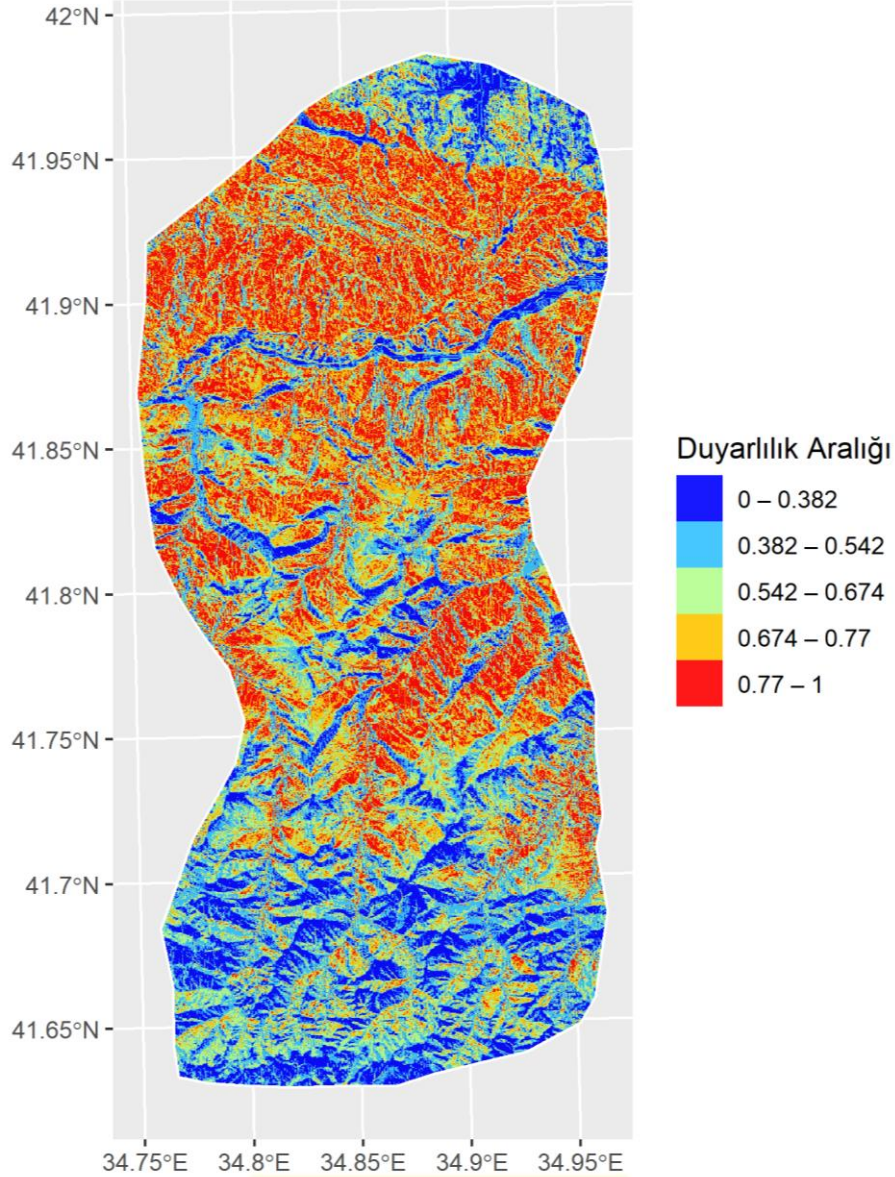 42°N
41.95°N
41.9°N
41.85°N
41.8°N
41.75°N
41.7°N
41.65°N
34.75°E 34.8°E 34.85°E 34.9°E 34.95°E
Duyarlılık Aralığı
0 – 0.382
0.382 – 0.542
0.542 – 0.674
0.674 – 0.77
0.77 – 1